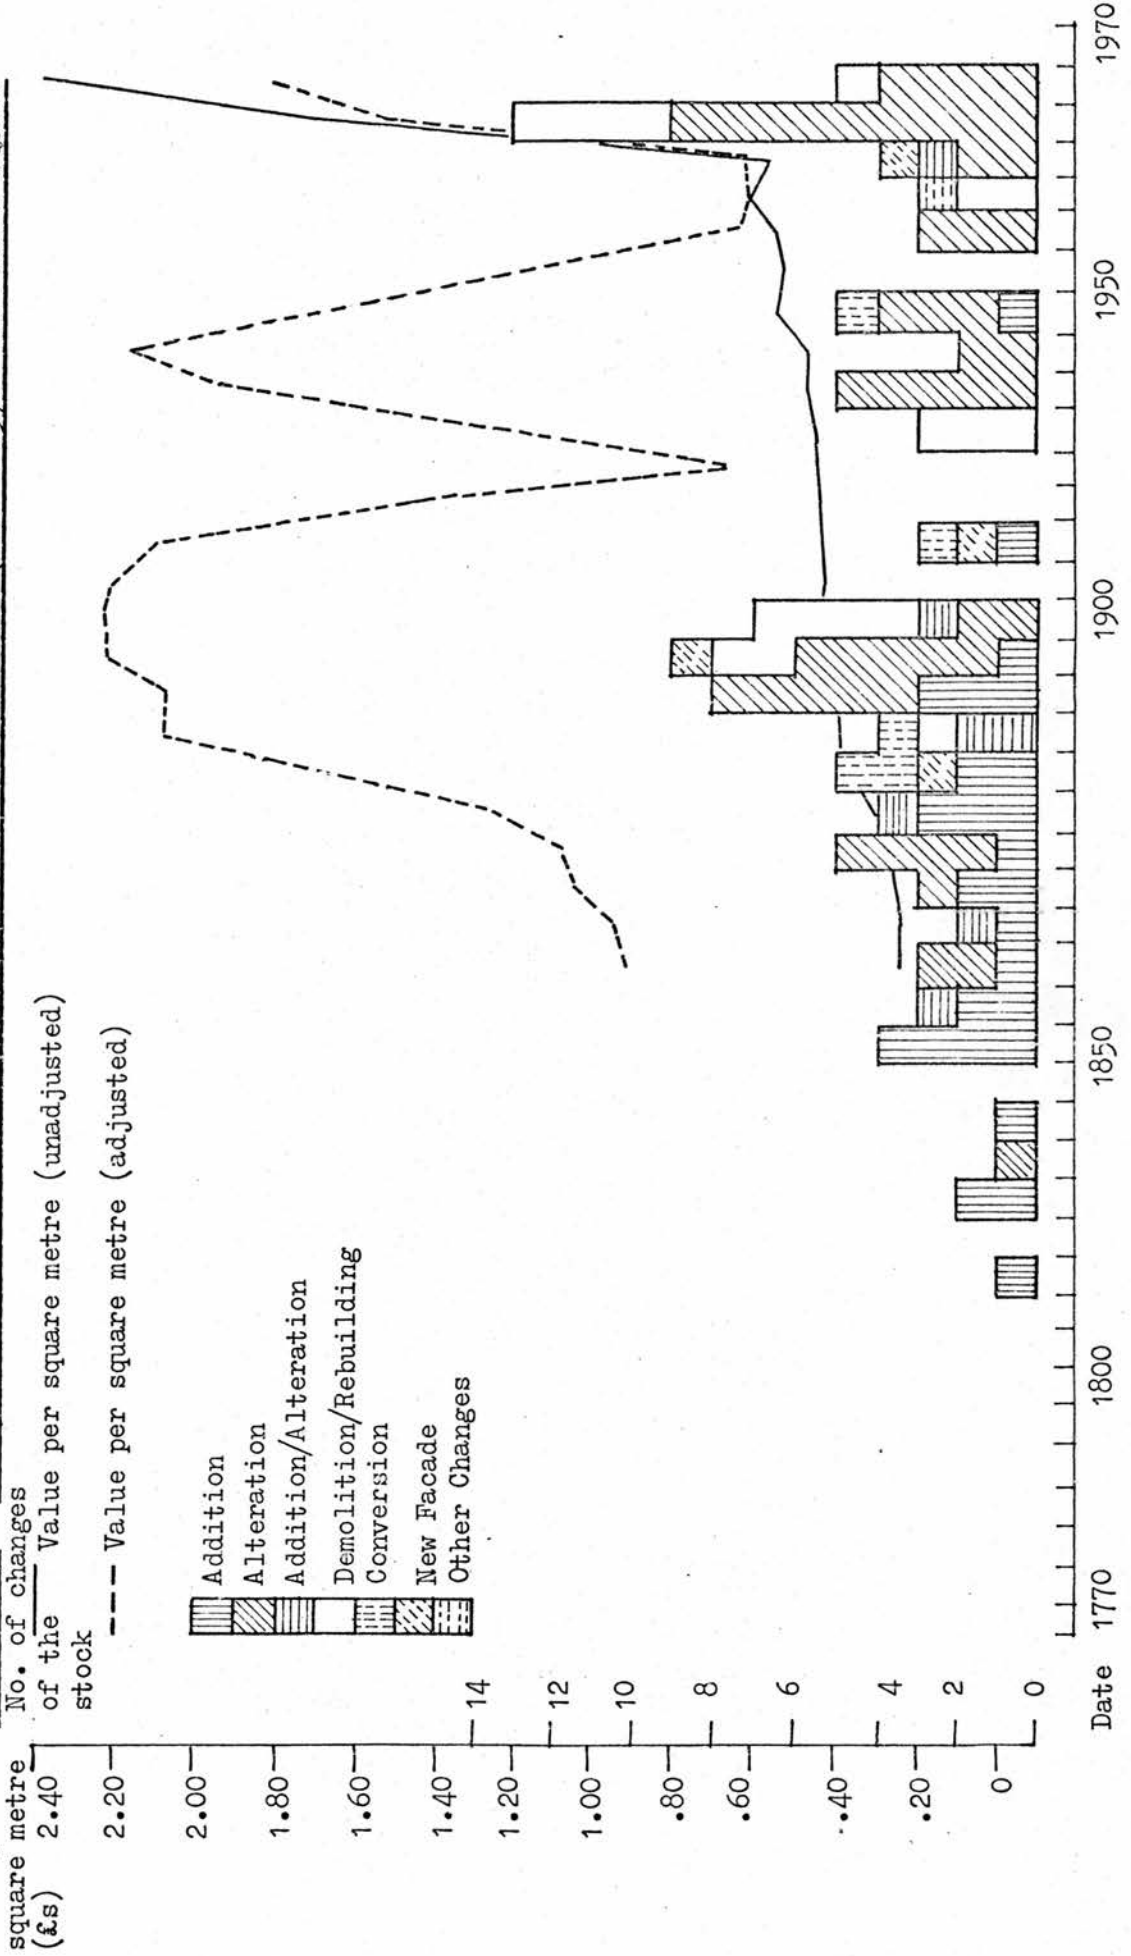 square metre
(£s)
No. of changes
of the
stock
Value per square metre (unadjusted)
Value per square metre (adjusted)
Addition
Alteration
Addition/Alteration
Demolition/Rebuilding
Conversion
New Facade
Other Changes
2.40
2.20
2.00
1.80
1.60
1.40
1.20
1.00
.80
.60
.40
.20
0
14
12
10
8
6
4
2
0
Date
1770
1800
1850
1900
1950
1970